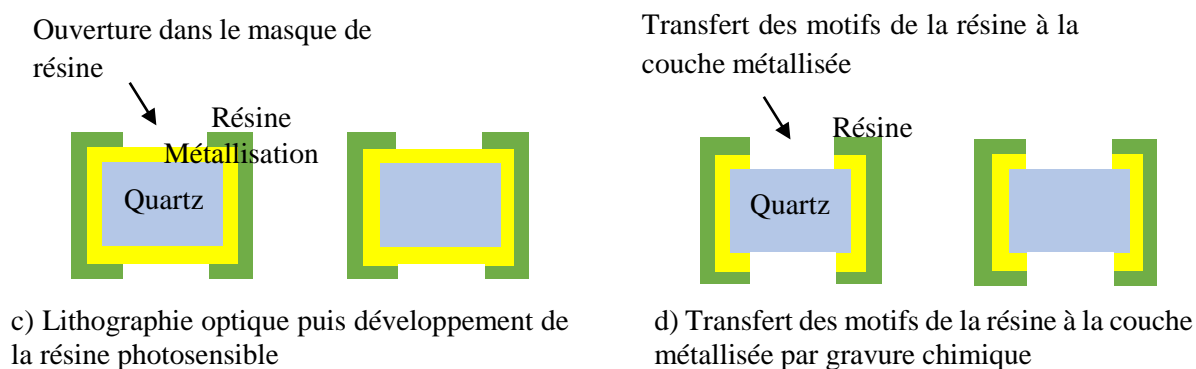 Ouverture dans le masque de
résine
Résine
Métallisation
Quartz
c) Lithographie optique puis développement de
la résine photosensible
Transfert des motifs de la résine à la
couche métallisée
Résine
Quartz
d) Transfert des motifs de la résine à la couche
métallisée par gravure chimique